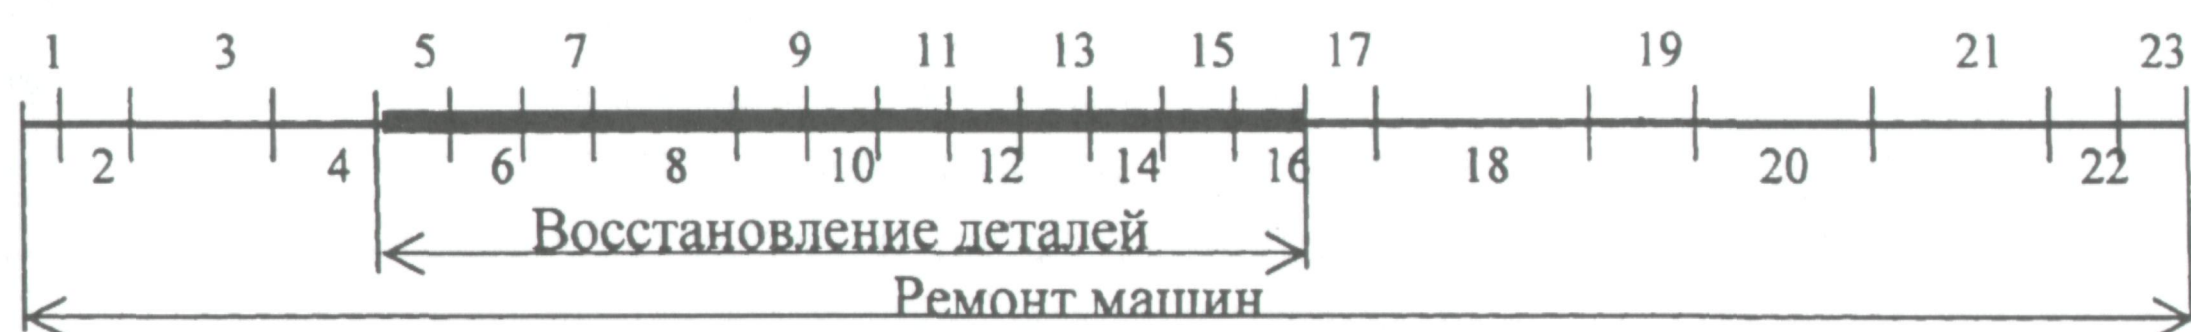 1 3 5 7 9 11 13 15 17 19 21 23
2 4 6 8 10 12 14 16 18 20 22
Восстановление деталей
Ремонт машин